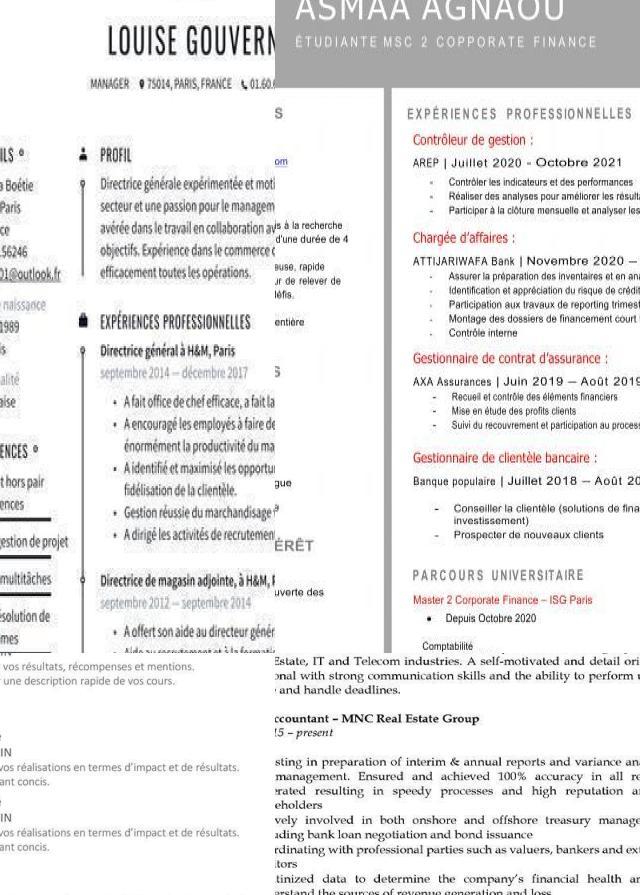 LOUISE GOUVERN
MANAGER 75014, PARIS, FRANCE 01.60.
ILS
a Boétie
Paris
ce
56246
01@outlook.fr
naissance
1989
is
alité
aise
ENCES
t hors pair
ences
gestion de projet
multitâches
ésolution de
mes
PROFIL
Directrice générale expérimentée et moti
secteur et une passion pour le managem
avérée dans le travail en collaboration av
objectifs. Expérience dans le commerce d
efficacement toutes les opérations.
EXPÉRIENCES PROFESSIONNELLES
Directrice général à H&M, Paris
septembre 2014 — décembre 2017
• A fait office de chef efficace, a fait la
• A encouragé les employés à faire de
énormément la productivité du ma
• A identifié et maximisé les opportu
fidélisation de la clientèle.
• Gestion réussie du marchandisage
• A dirigé les activités de recrutemen
Directrice de magasin adjointe, à H&M, P
septembre 2012 — septembre 2014
• A offert son aide au directeur génér
ASMAA AGNAOU
ÉTUDIANTE MSC 2 COPPORATE FINANCE
S
om
s à la recherche
d'une durée de 4
euse, rapide
ur de relever de
défis.
entière
S
gue
ÉRÊT
uverte des
EXPÉRIENCES PROFESSIONNELLES
Contrôleur de gestion :
AREP | Juillet 2020 - Octobre 2021
- Contrôler les indicateurs et des performances
- Réaliser des analyses pour améliorer les résulta
- Participer à la clôture mensuelle et analyser les
Chargée d'affaires :
ATTIJARIWAFA Bank | Novembre 2020 –
- Assurer la préparation des inventaires et en ana
- Identification et appréciation du risque de crédit
- Participation aux travaux de reporting trimest
- Montage des dossiers de financement court
- Contrôle interne
Gestionnaire de contrat d'assurance :
AXA Assurances | Juin 2019 – Août 2019
- Recueil et contrôle des éléments financiers
- Mise en étude des profits clients
- Suivi du recouvrement et participation au process
Gestionnaire de clientèle bancaire :
Banque populaire | Juillet 2018 – Août 20
- Conseiller la clientèle (solutions de fina
investissement)
- Prospecter de nouveaux clients
PARCOURS UNIVERSITAIRE
Master 2 Corporate Finance – ISG Paris
• Depuis Octobre 2020
Comptabilité
vos résultats, récompenses et mentions.
une description rapide de vos cours.
IN
vos réalisations en termes d'impact et de résultats.
ant concis.
IN
vos réalisations en termes d'impact et de résultats.
ant concis.
Estate, IT and Telecom industries. A self-motivated and detail ori
onal with strong communication skills and the ability to perform u
and handle deadlines.
ccountant – MNC Real Estate Group
15 – present
sting in preparation of interim & annual reports and variance ana
management. Ensured and achieved 100% accuracy in all re
erated resulting in speedy processes and high reputation a
eholders
vely involved in both onshore and offshore treasury manage
uding bank loan negotiation and bond issuance
rdinating with professional parties such as valuers, bankers and ext
itors
tinized data to determine the company's financial health a
erstand the sources of revenue generation and loss